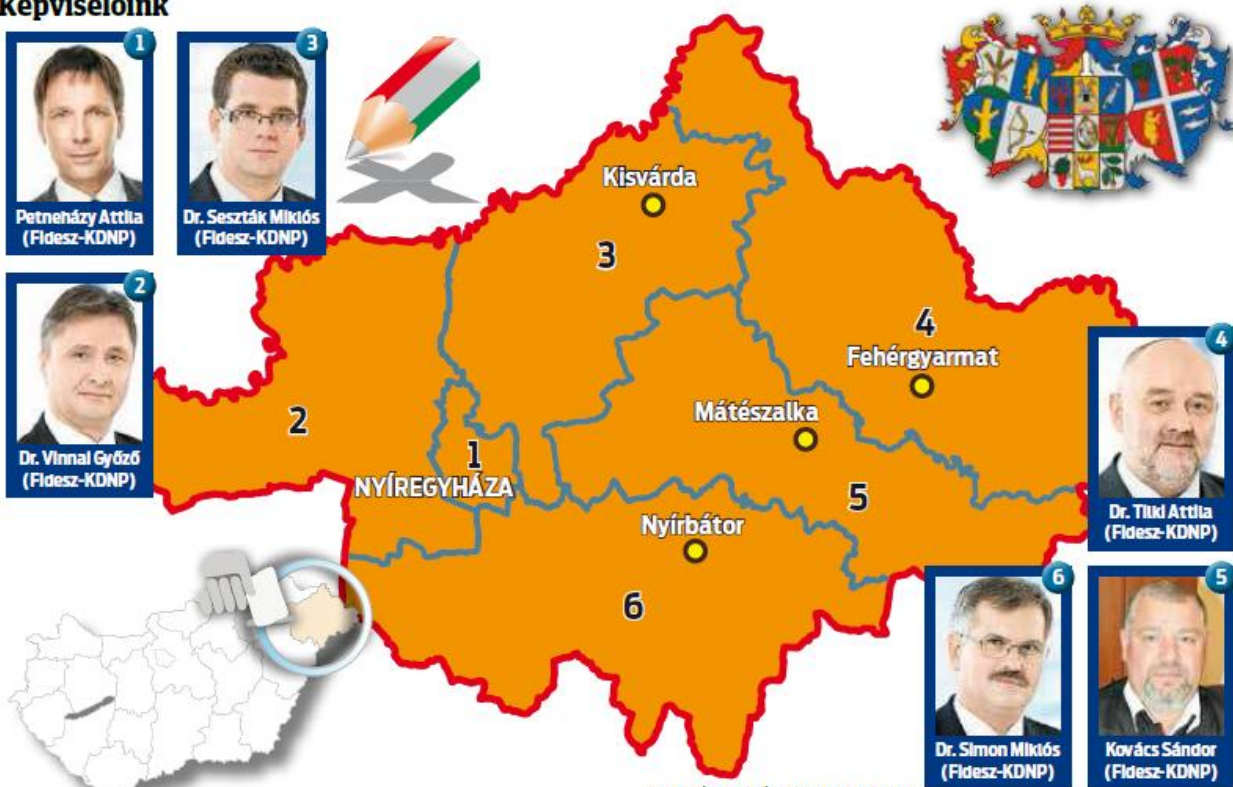 képviselőink
1
Petneházy Attila
(Fidesz-KDNP)
3
Dr. Seszták Miklós
(Fidesz-KDNP)
2
Dr. Vinnai Győző
(Fidesz-KDNP)
Kisvárda
3
4
Fehérgyarmat
2
Mátészalka
1
NYÍREGYHÁZA
5
Nyírbátor
6
4
Dr. Tilki Attila
(Fidesz-KDNP)
6
Dr. Simon Miklós
(Fidesz-KDNP)
5
Kovács Sándor
(Fidesz-KDNP)